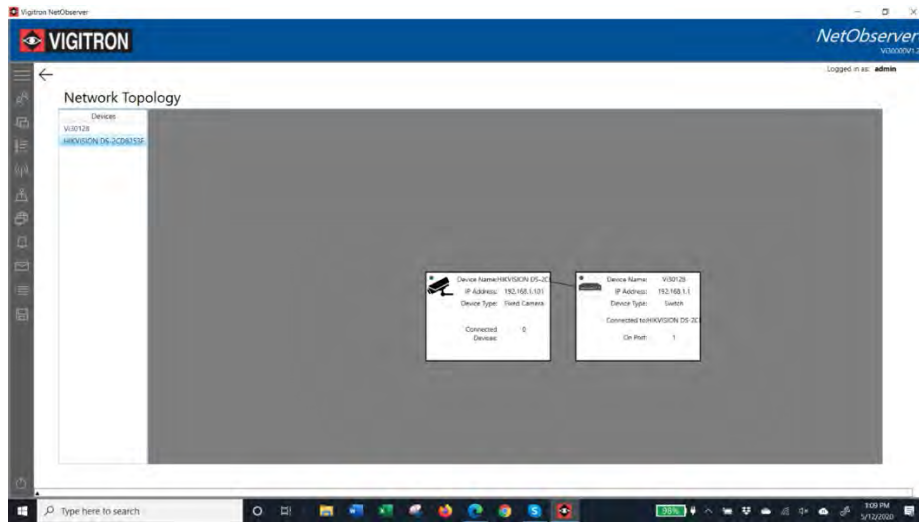 Vigitron NetObserver
VIGITRON
NetObserver
Logged in as: admin
Network Topology
Devices
Vi30128
HIKVISION DS-2CD8153F
Device Name: HIKVISION DS-2C
IP Address: 192.168.1.101
Device Type: Fixed Camera
Connected Devices: 0
Device Name: Vi30128
IP Address: 192.168.1.1
Device Type: Switch
Connected to: HIKVISION DS-2C
On Port: 1
Type here to search
98%
1:09 PM
5/12/2020